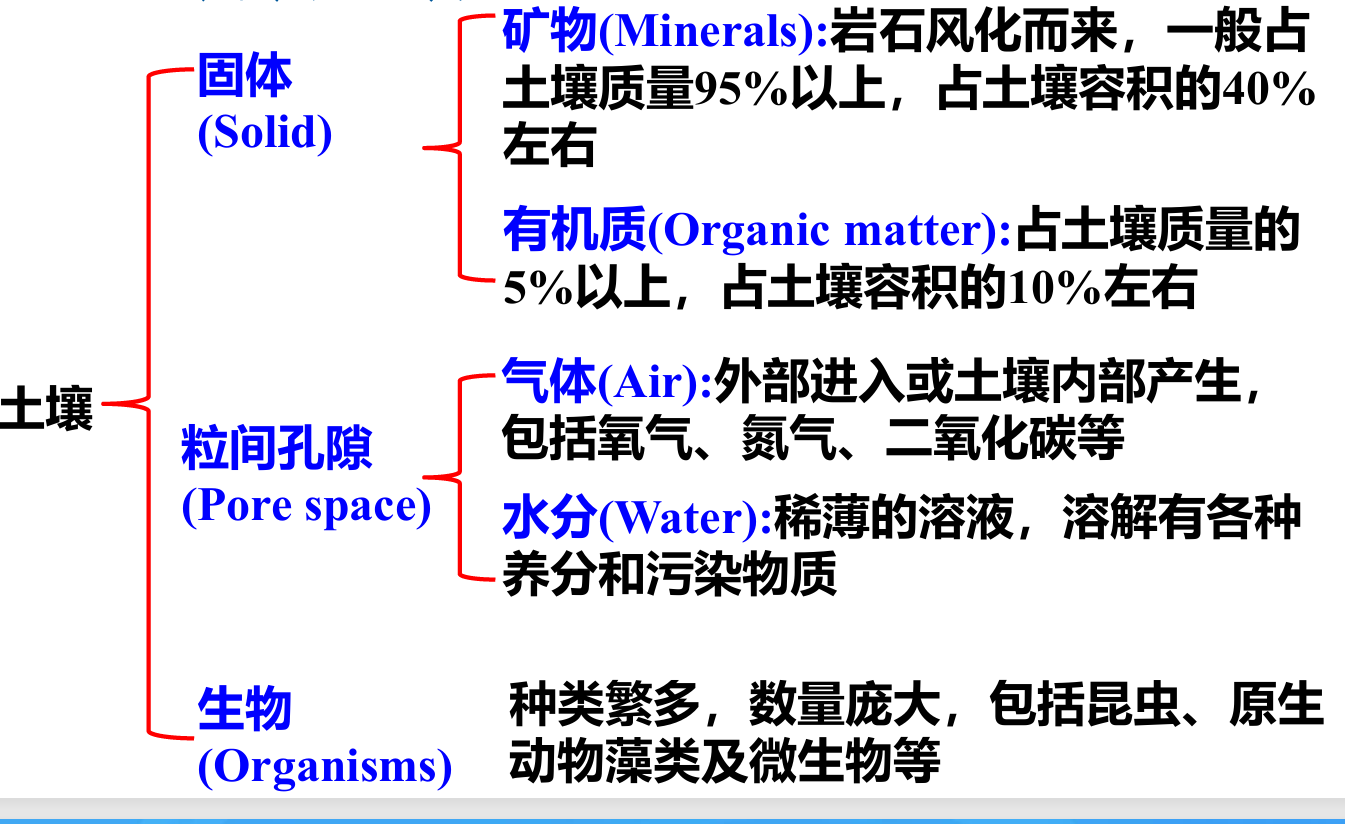 固体
(Solid)
矿物(Minerals):岩石风化而来，一般占
土壤质量95%以上，占土壤容积的40%
左右
有机质(Organic matter):占土壤质量的
5%以上，占土壤容积的10%左右
土壤
粒间孔隙
(Pore space)
气体(Air):外部进入或土壤内部产生，
包括氧气、氮气、二氧化碳等
水分(Water):稀薄的溶液，溶解有各种
养分和污染物质
生物
(Organisms)
种类繁多，数量庞大，包括昆虫、原生
动物藻类及微生物等